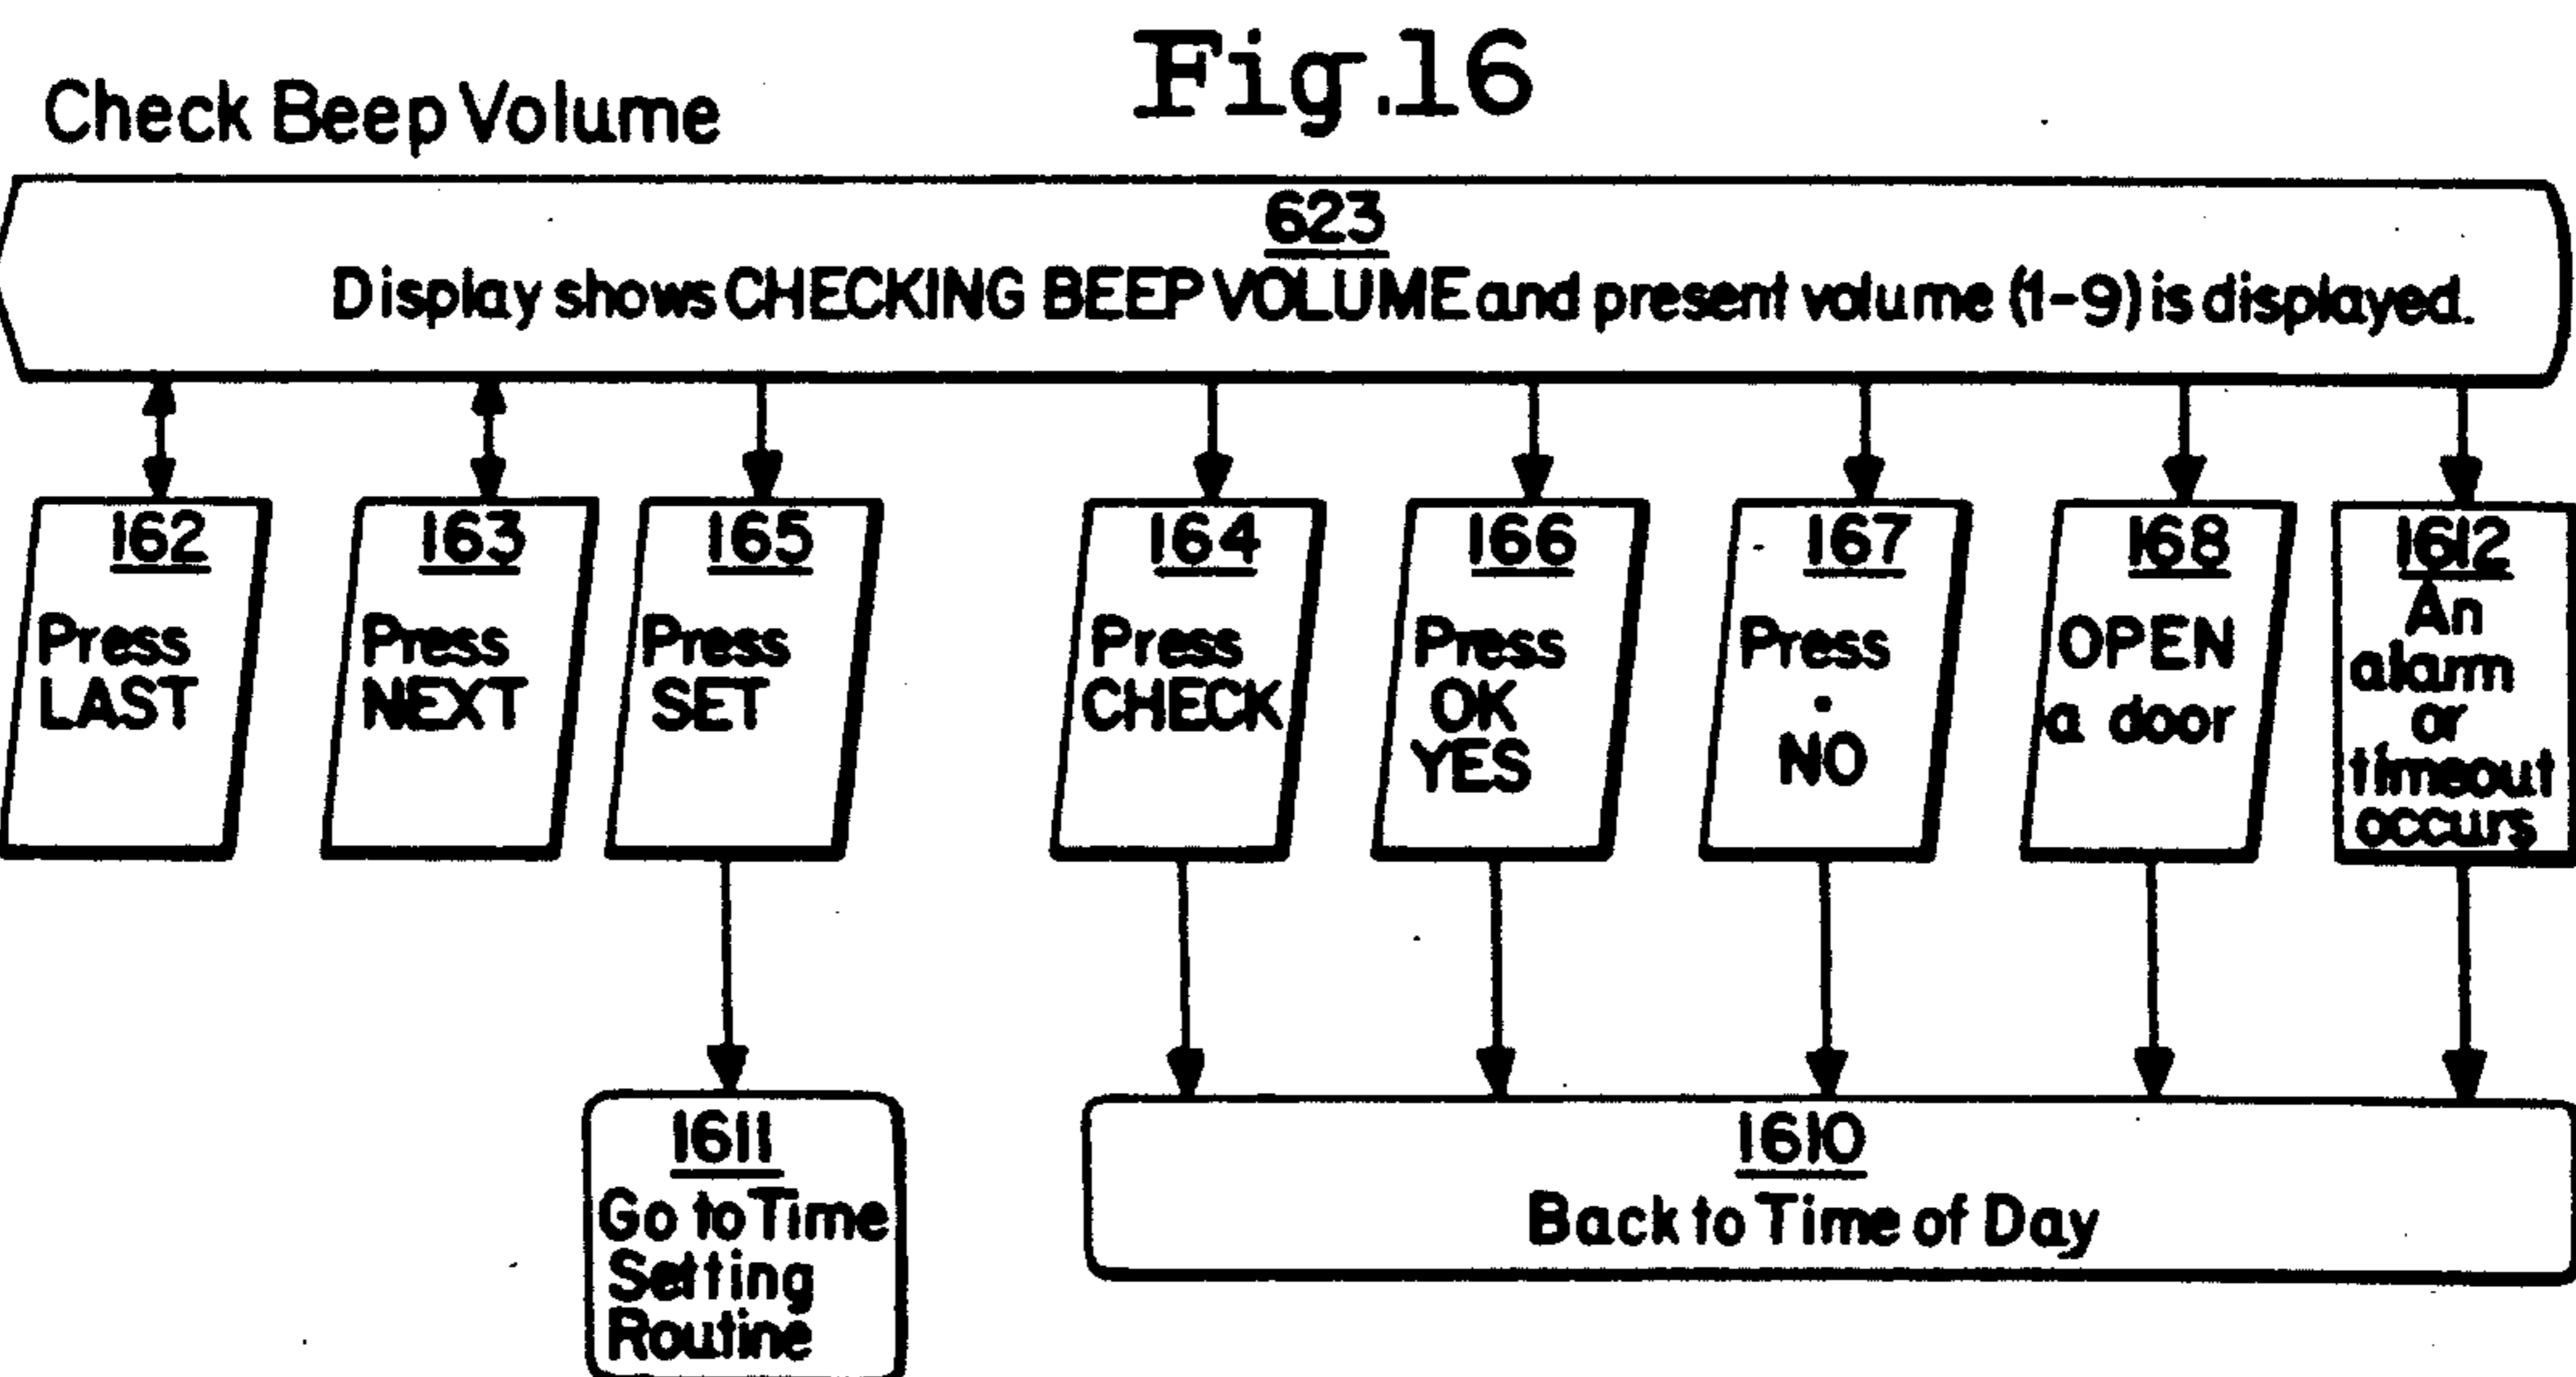 Fig.16
Check Beep Volume
623
Display shows CHECKING BEEP VOLUME and present volume (1-9) is displayed.
162
Press
LAST
163
Press
NEXT
165
Press
SET
164
Press
CHECK
166
Press
OK
YES
167
Press
·
NO
168
OPEN
a door
1612
An
alarm
or
timeout
occurs
1611
Go to Time
Setting
Routine
1610
Back to Time of Day